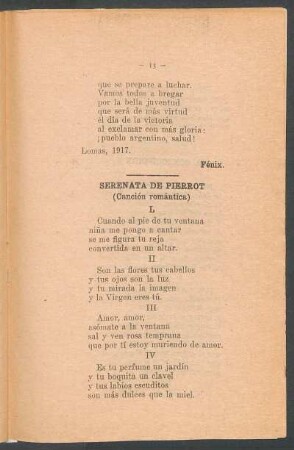 — 11 —
que se prepare a luchar.
Vamos todos a bregar
por la bella juventud
que será de más virtud
el día de la victoria
al exclamar con más gloria:
¡pueblo argentino, salud!
Lomas, 1917.
Fénix.
SERENATA DE PIERROT
(Canción romántica)
I
Cuando al pie de tu ventana
niña me pongo a cantar
se me figura tu reja
convertida en un altar.
II
Son las flores tus cabellos
y tus ojos son la luz
y tu mirada la imagen
y la Virgen eres tú.
III
Amor, amor,
asómate a la ventana
sal y ven rosa temprana
que por tí estoy muriendo de amor.
IV
Es tu perfume un jardín
y tu boquita un clavel
y tus labios escuditos
son más dulces que la miel.